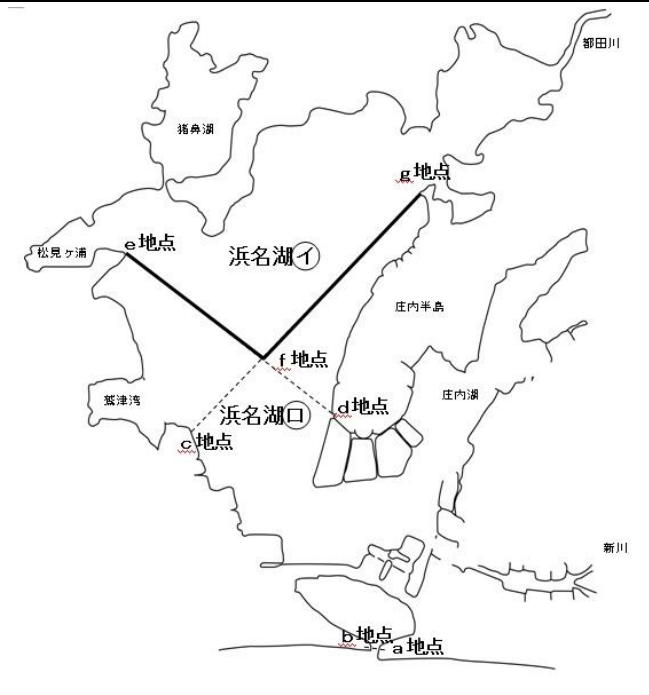 都田川
猪鼻湖
g地点
e地点
松見ヶ浦
浜名湖㋑
庄内半島
f地点
庄内湖
鷲津湾
d地点
浜名湖㋺
c地点
新川
b地点
a地点